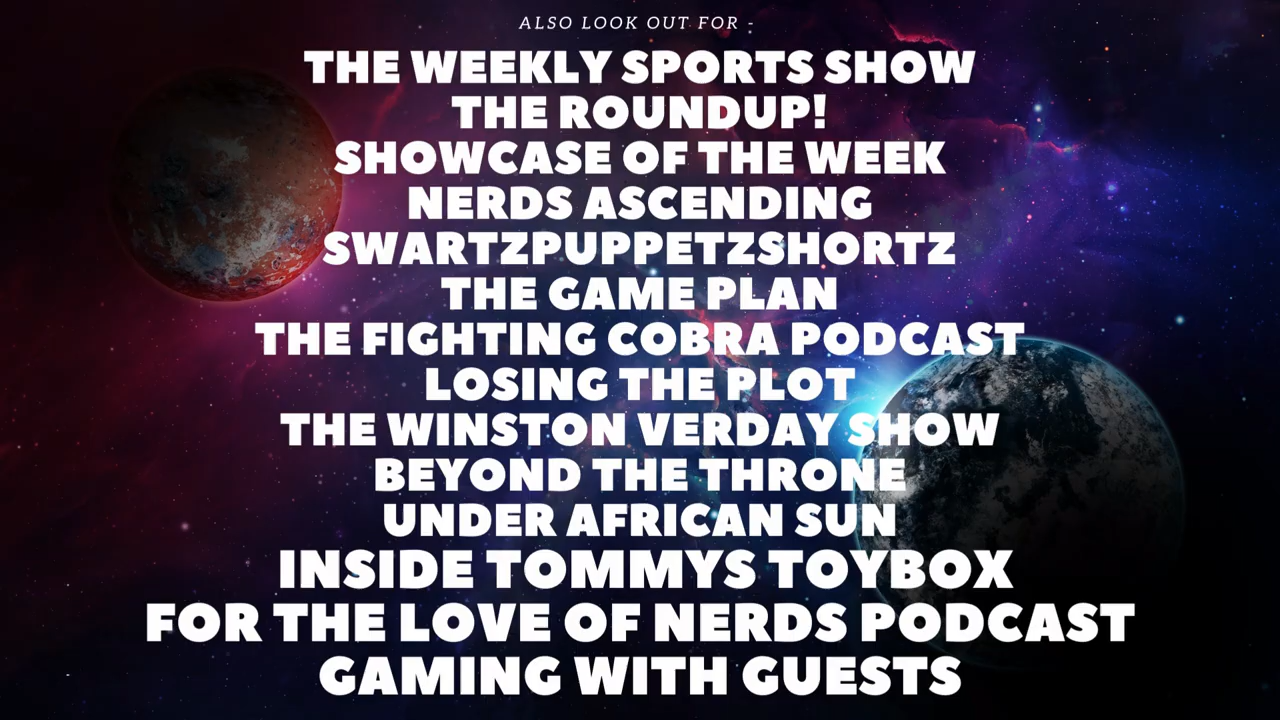 ALSO LOOK OUT FOR -
THE WEEKLY SPORTS SHOW
THE ROUNDUP!
SHOWCASE OF THE WEEK
NERDS ASCENDING
SWARTZPUPPETZSHORTZ
THE GAME PLAN
THE FIGHTING COBRA PODCAST
LOSING THE PLOT
THE WINSTON VERDAY SHOW
BEYOND THE THRONE
UNDER AFRICAN SUN
INSIDE TOMMYS TOYBOX
FOR THE LOVE OF NERDS PODCAST
GAMING WITH GUESTS